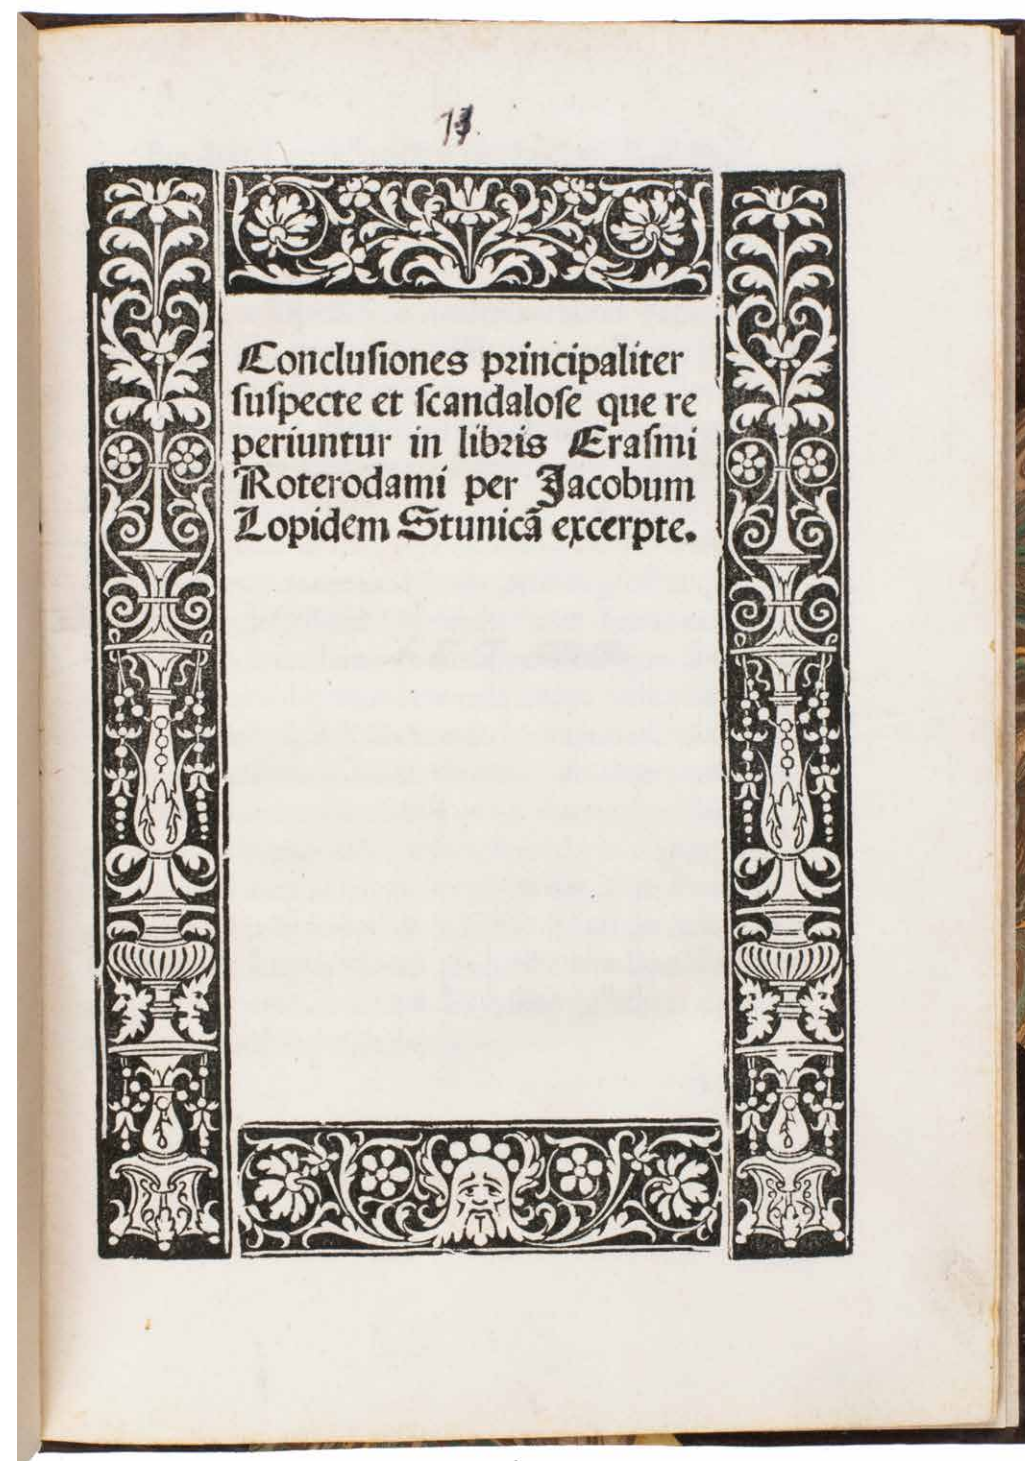 Concluſiones principaliter
ſuſpecte et ſcandaloſe que re
periuntur in libris Eraſmi
Roterodami per Jacobum
Lopidem Stunicã excerpte.